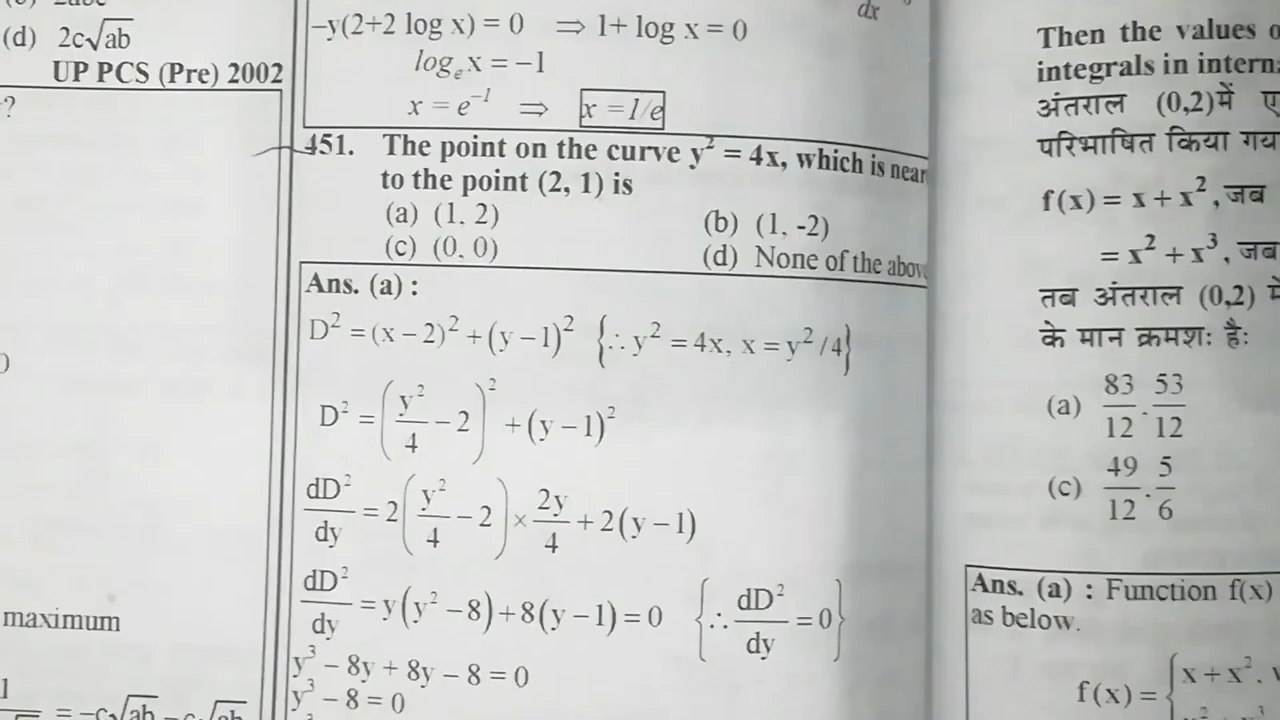 (d) 2c√ab
UP PCS (Pre) 2002
?
maximum
= -c√ab - c√ab
-y(2+2 log x) = 0 ⇒ 1+ log x = 0
logₑx = -1
x = e⁻¹ ⇒ x = 1/e
451. The point on the curve y² = 4x, which is near
to the point (2, 1) is
(a) (1, 2) (b) (1, -2)
(c) (0, 0) (d) None of the above
Ans. (a) :
D² = (x-2)² + (y-1)² {∴ y² = 4x, x = y²/4}
D² = (y²/4 - 2)² + (y-1)²
dD²/dy = 2(y²/4 - 2) × 2y/4 + 2(y-1)
dD²/dy = y(y² - 8) + 8(y-1) = 0 {∴ dD²/dy = 0}
y³ - 8y + 8y - 8 = 0
y³ - 8 = 0
dx
Then the values
integrals in
अंतराल (0,2)में
परिभाषित किया गय
f(x) = x + x², जब
= x² + x³, जब
तब अंतराल (0,2)
के मान क्रमशः हैः
(a) 83/12 . 53/12
(c) 49/12 . 5/6
Ans. (a) : Function f(x)
as below.
f(x) = { x + x².